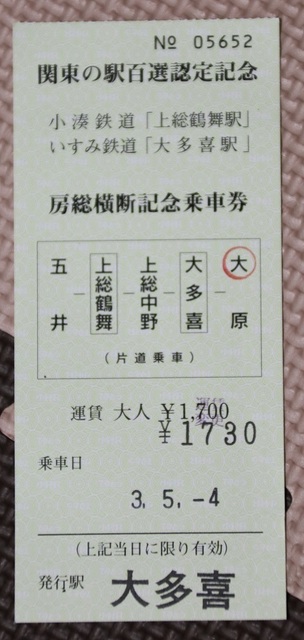 № 05652
関東の駅百選認定記念
小湊鉄道「上総鶴舞駅」
いすみ鉄道「大多喜駅」
房総横断記念乗車券
五井―上総鶴舞―上総中野―大多喜―大原
(片道乗車)
運賃 大人 ¥1,700
運賃変更
¥1730
乗車日
3. 5. -4
(上記当日に限り有効)
発行駅 大多喜